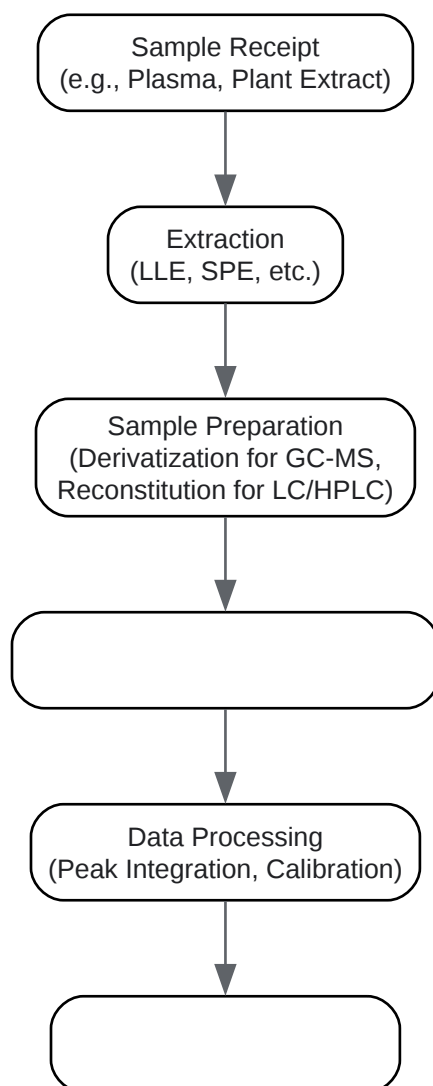 Sample Receipt
(e.g., Plasma, Plant Extract)
Extraction
(LLE, SPE, etc.)
Sample Preparation
(Derivatization for GC-MS,
Reconstitution for LC/HPLC)
Data Processing
(Peak Integration, Calibration)